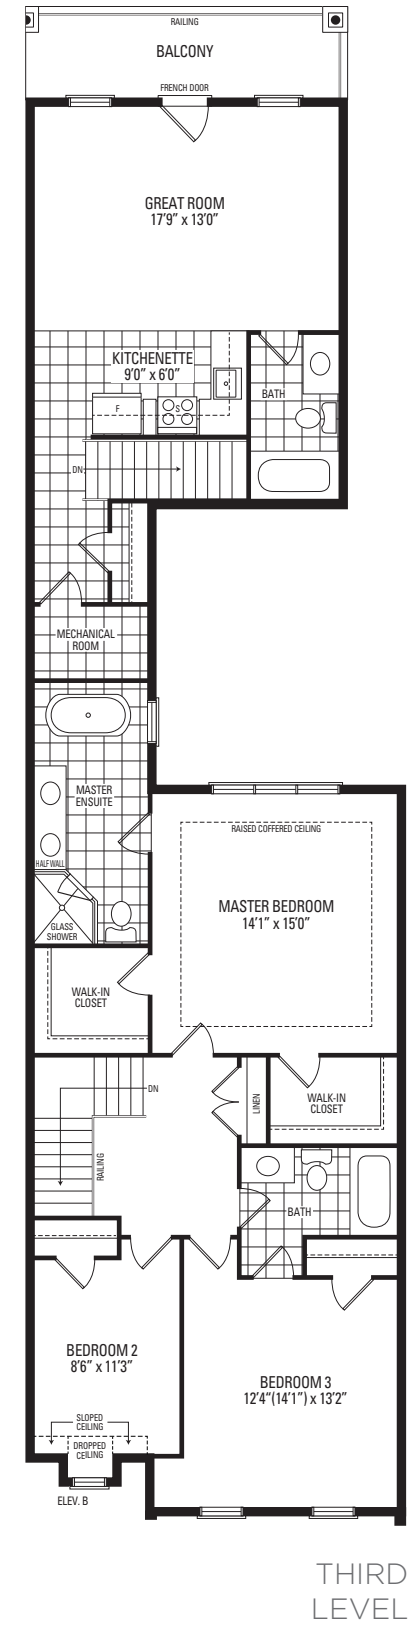 RAILING
BALCONY
FRENCH DOOR
GREAT ROOM
17'9" x 13'0"
KITCHENETTE
9'0" x 6'0"
BATH
F
S
DN
MECHANICAL
ROOM
MASTER
ENSUITE
RAISED COFFERED CEILING
HALF WALL
MASTER BEDROOM
14'1" x 15'0"
GLASS
SHOWER
WALK-IN
CLOSET
DN
LINEN
WALK-IN
CLOSET
RAILING
BATH
BEDROOM 2
8'6" x 11'3"
BEDROOM 3
12'4"(14'1") x 13'2"
SLOPED
CEILING
DROPPED
CEILING
ELEV. B
THIRD
LEVEL